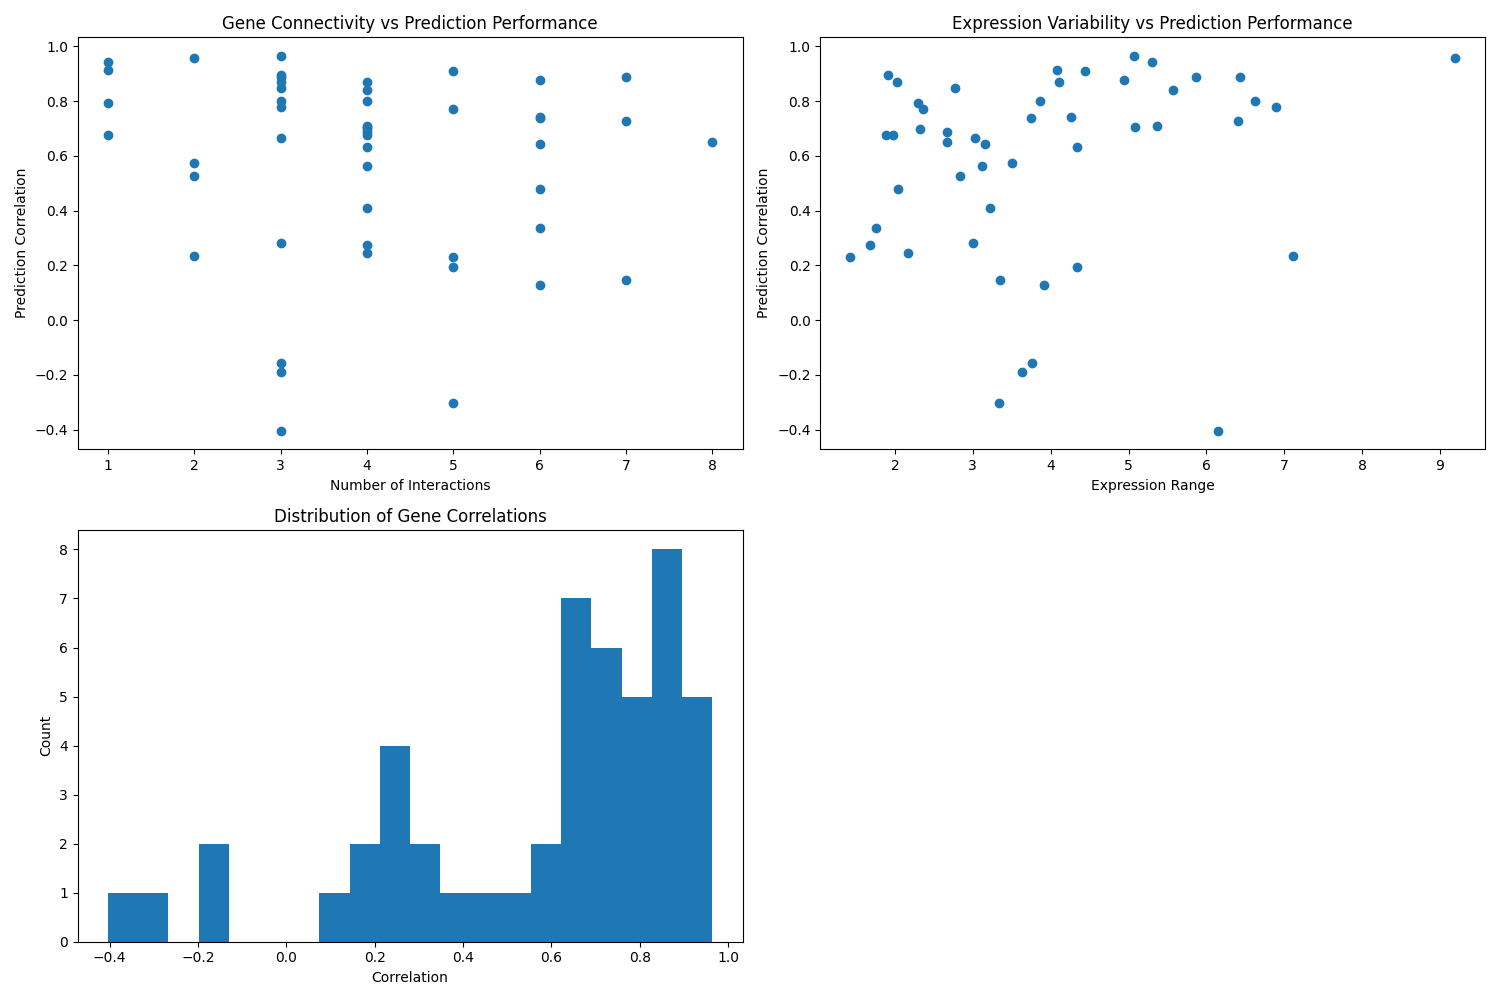 Gene Connectivity vs Prediction Performance
1.0
0.8
0.6
0.4
0.2
0.0
−0.2
−0.4
Prediction Correlation
1 2 3 4 5 6 7 8
Number of Interactions
Expression Variability vs Prediction Performance
1.0
0.8
0.6
0.4
0.2
0.0
−0.2
−0.4
Prediction Correlation
2 3 4 5 6 7 8 9
Expression Range
Distribution of Gene Correlations
8
7
6
5
4
3
2
1
0
Count
−0.4 −0.2 0.0 0.2 0.4 0.6 0.8 1.0
Correlation